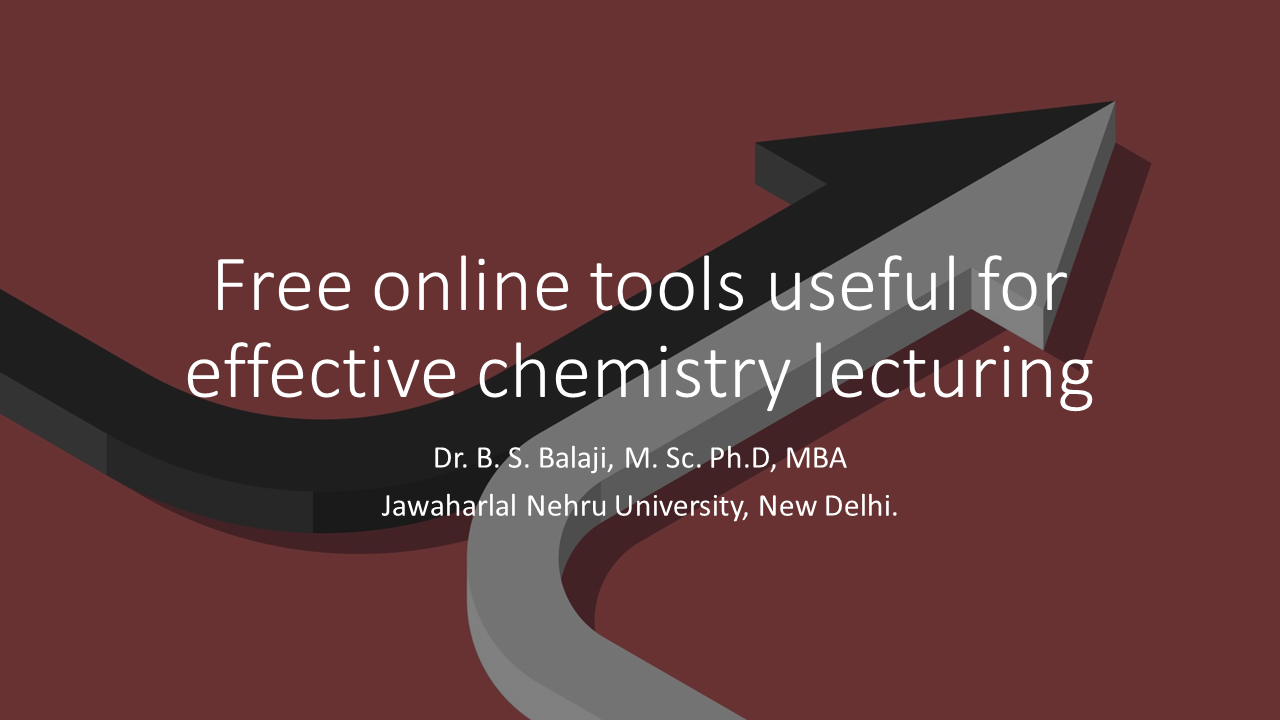 Free online tools useful for
effective chemistry lecturing
Dr. B. S. Balaji, M. Sc. Ph.D, MBA
Jawaharlal Nehru University, New Delhi.